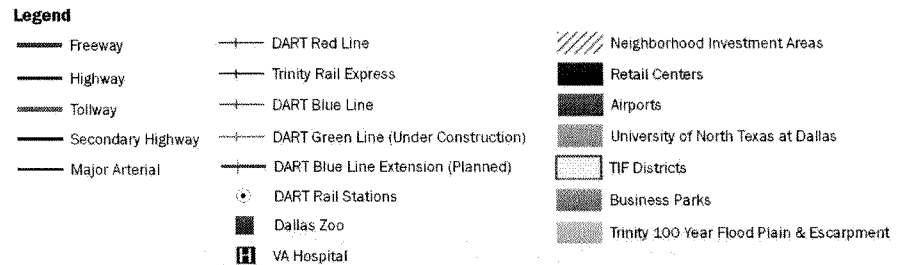 Legend
Freeway
Highway
Tollway
Secondary Highway
Major Arterial
DART Red Line
Trinity Rail Express
DART Blue Line
DART Green Line (Under Construction)
DART Blue Line Extension (Planned)
DART Rail Stations
Dallas Zoo
H VA Hospital
Neighborhood Investment Areas
Retail Centers
Airports
University of North Texas at Dallas
TIF Districts
Business Parks
Trinity 100 Year Flood Plain & Escarpment